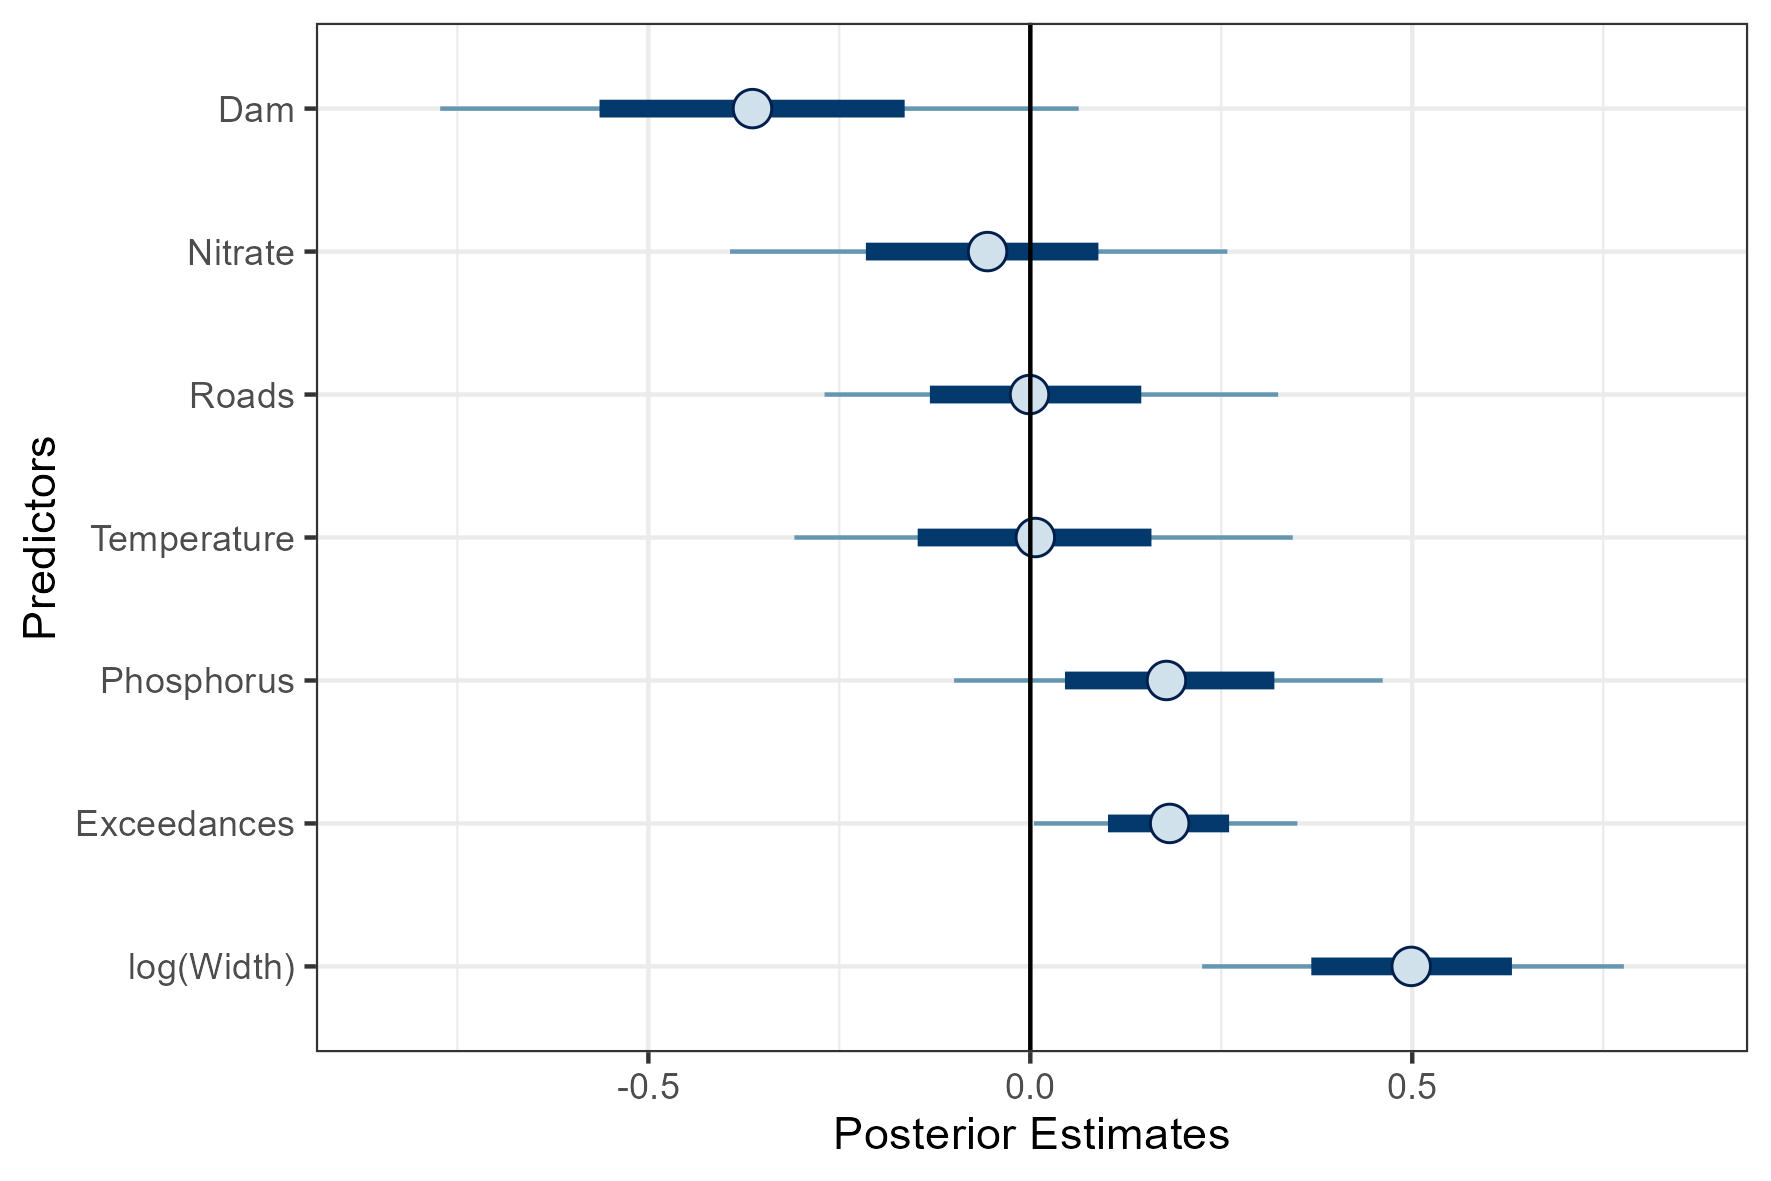 Predictors
Dam
Nitrate
Roads
Temperature
Phosphorus
Exceedances
log(Width)
-0.5 0.0 0.5
Posterior Estimates